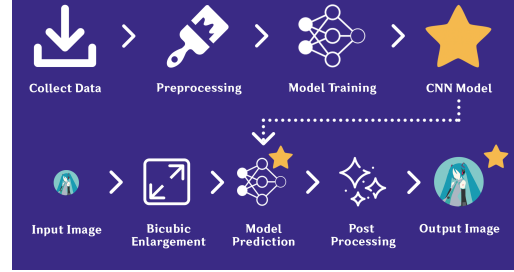 Collect Data
Preprocessing
Model Training
CNN Model
Input Image
Bicubic
Enlargement
Model
Prediction
Post
Processing
Output Image